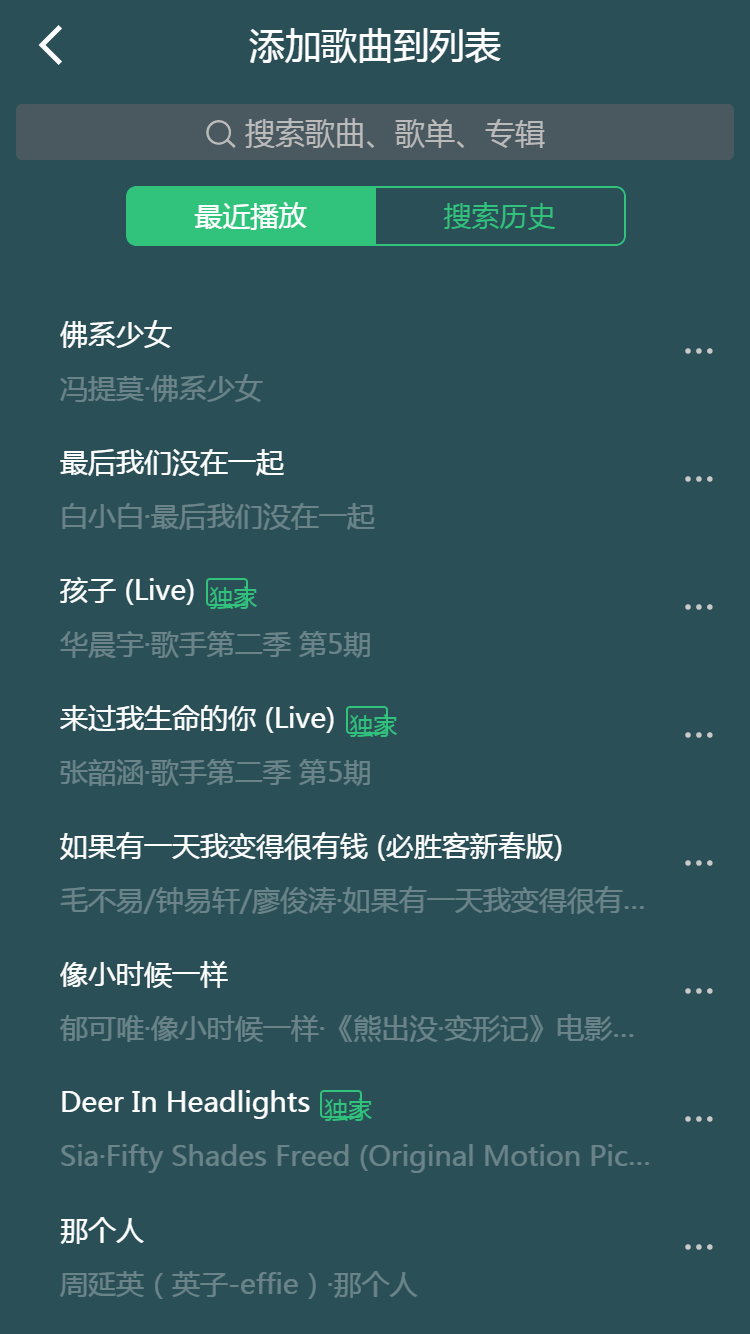 添加歌曲到列表
搜索歌曲、歌单、专辑
最近播放 搜索历史
佛系少女
冯提莫·佛系少女
最后我们没在一起
白小白·最后我们没在一起
孩子 (Live) 独家
华晨宇·歌手第二季 第5期
来过我生命的你 (Live) 独家
张韶涵·歌手第二季 第5期
如果有一天我变得很有钱 (必胜客新春版)
毛不易/钟易轩/廖俊涛·如果有一天我变得很有...
像小时候一样
郁可唯·像小时候一样·《熊出没·变形记》电影...
Deer In Headlights 独家
Sia·Fifty Shades Freed (Original Motion Pic...
那个人
周延英（英子-effie）·那个人